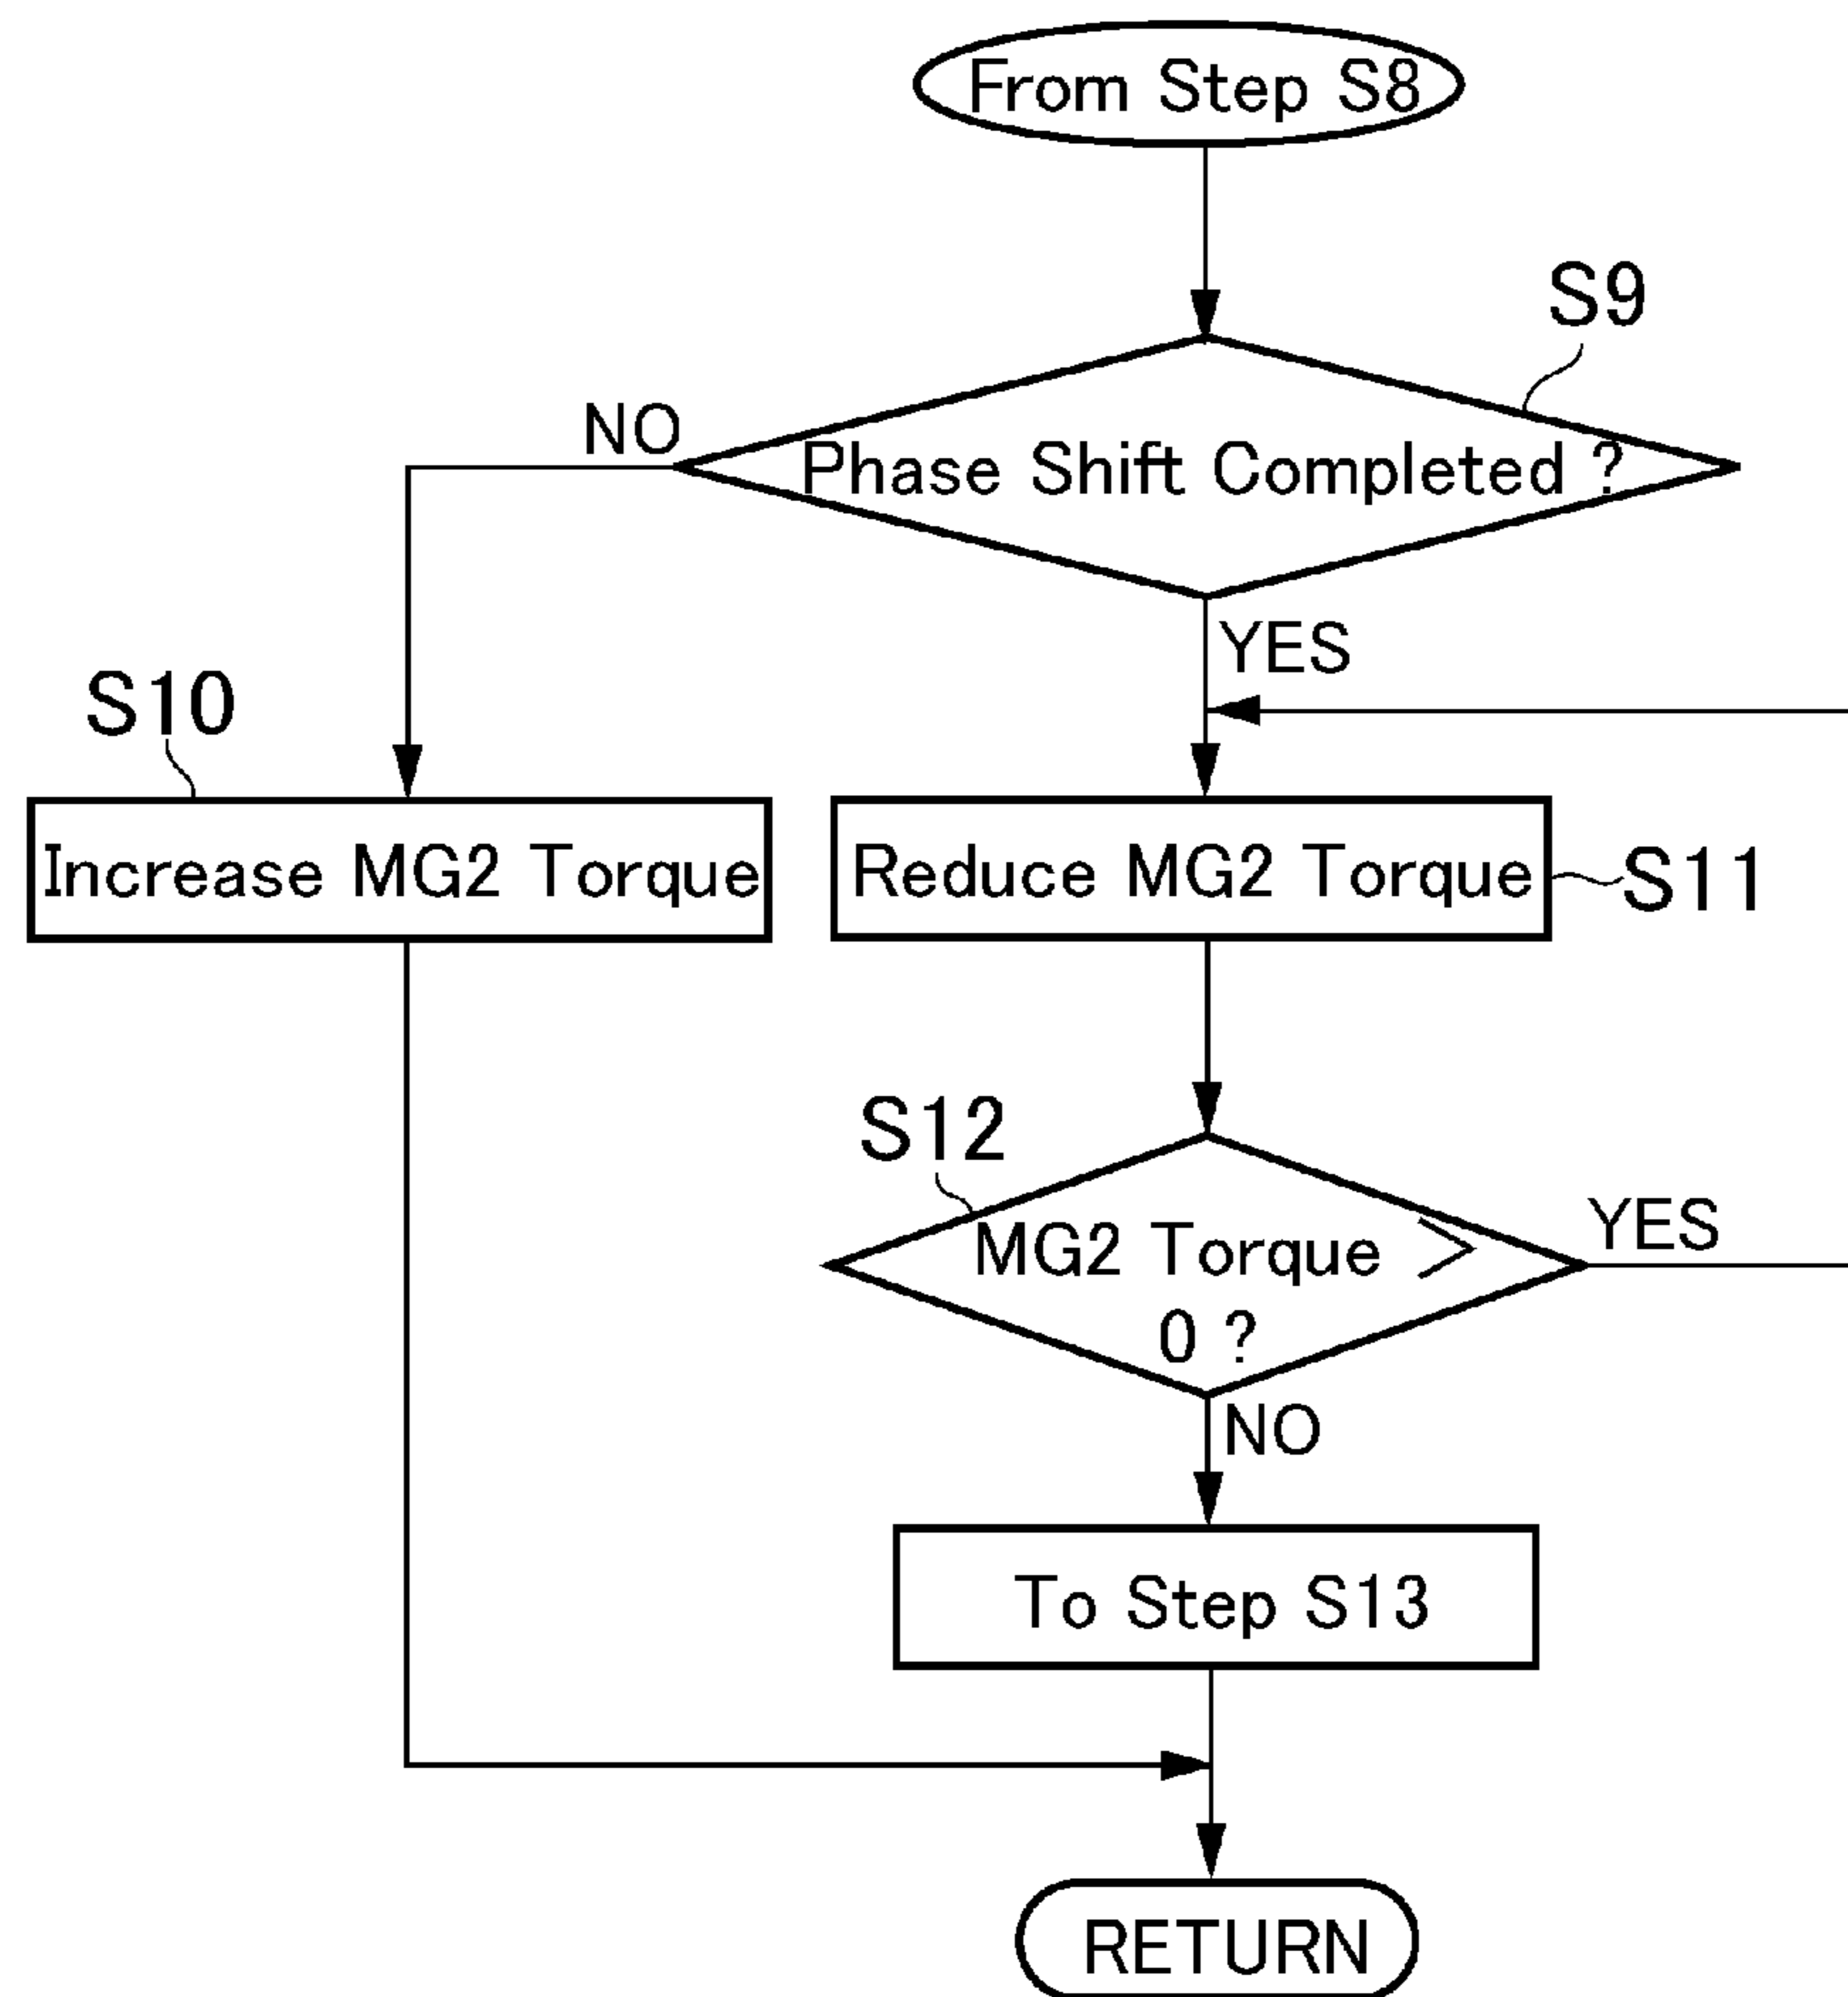 From Step S8
S9
NO
Phase Shift Completed ?
YES
S10
Increase MG2 Torque
Reduce MG2 Torque
S11
S12
MG2 Torque >
0 ?
YES
NO
To Step S13
RETURN